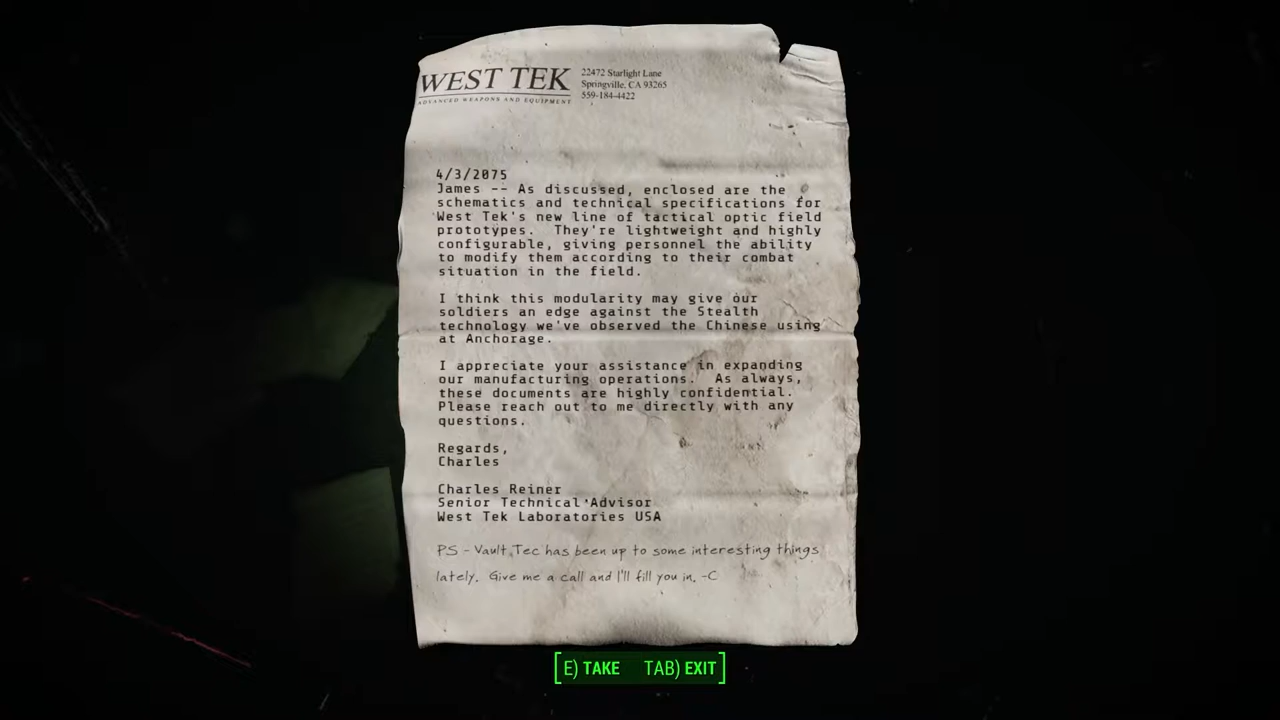 WEST TEK
ADVANCED WEAPONS AND EQUIPMENT
22472 Starlight Lane
Springville, CA 93265
559-184-4422
4/3/2075
James -- As discussed, enclosed are the
schematics and technical specifications for
West Tek's new line of tactical optic field
prototypes.  They're lightweight and highly
configurable, giving personnel the ability
to modify them according to their combat
situation in the field.
I think this modularity may give our
soldiers an edge against the Stealth
technology we've observed the Chinese using
at Anchorage.
I appreciate your assistance in expanding
our manufacturing operations.  As always,
these documents are highly confidential.
Please reach out to me directly with any
questions.
Regards,
Charles
Charles Reiner
Senior Technical Advisor
West Tek Laboratories USA
PS - Vault Tec has been up to some interesting things
lately. Give me a call and I'll fill you in. -C
E) TAKE TAB) EXIT